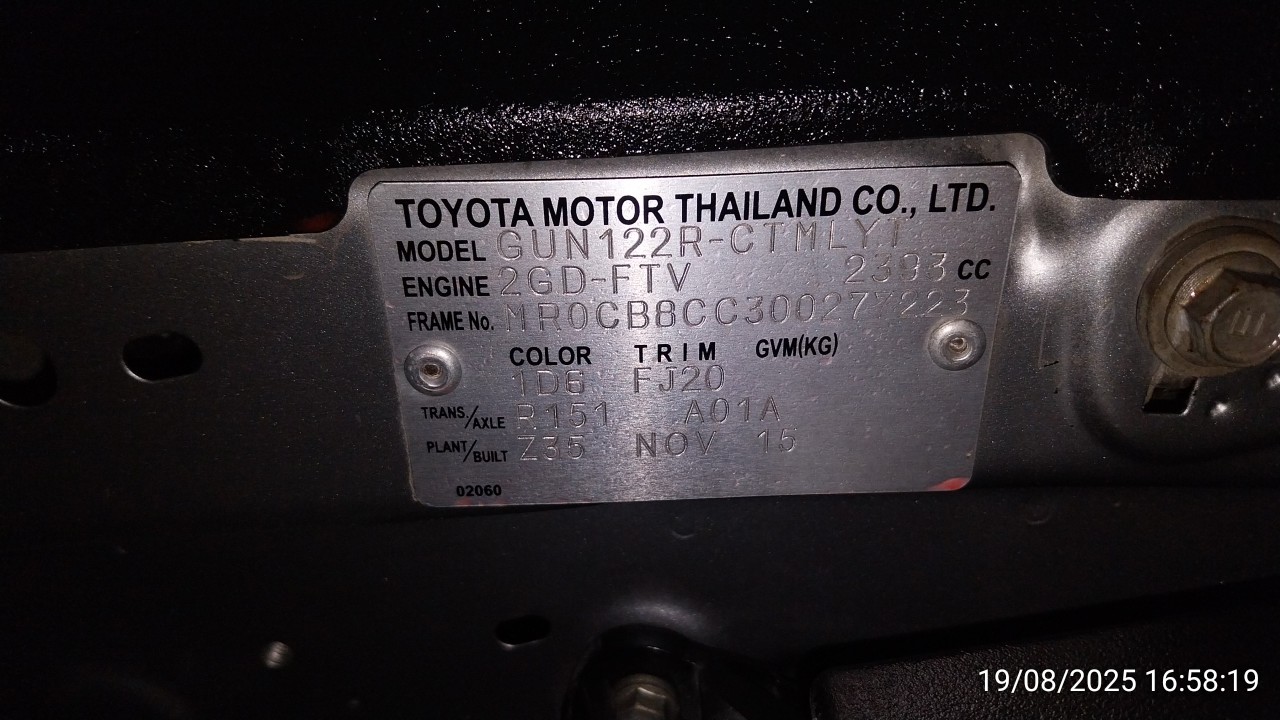 TOYOTA MOTOR THAILAND CO., LTD.
MODEL GUN122R-CTMLYT
ENGINE 2GD-FTV 2393 CC
FRAME No.
COLOR TRIM GVM(KG)
1D6 FJ20
TRANS./AXLE R151 A01A
PLANT/BUILT Z35 NOV 15
02060
19/08/2025 16:58:19